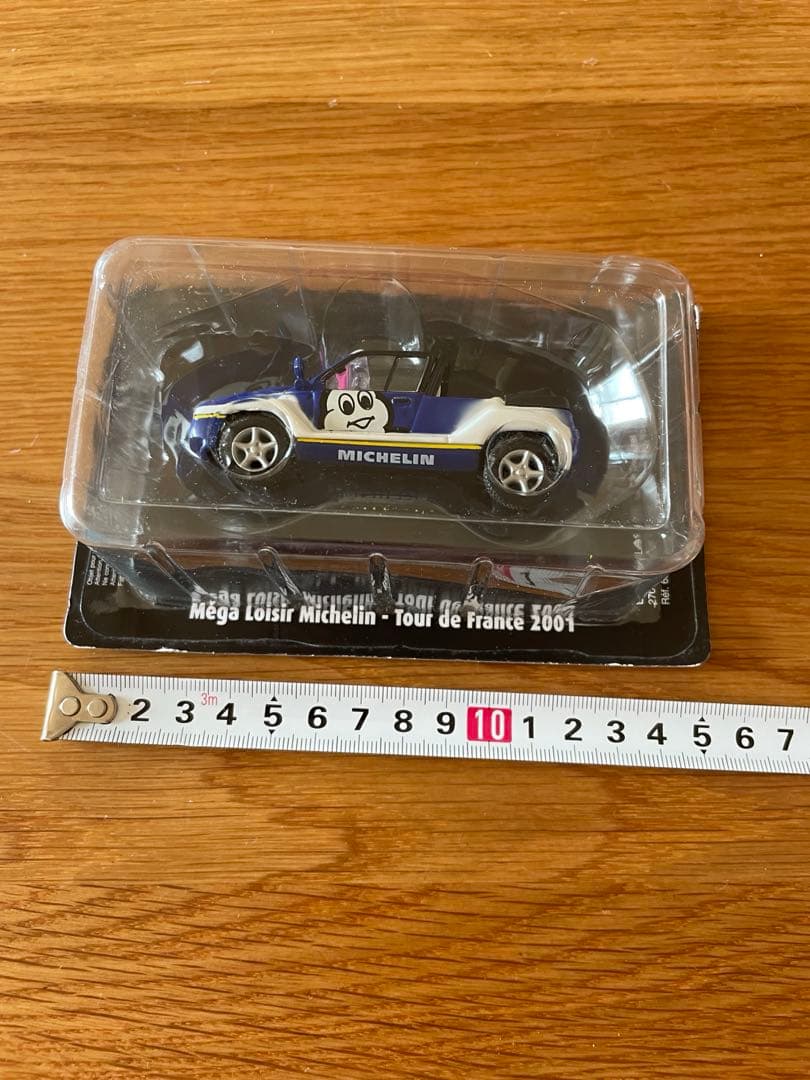 MICHELIN
Méga Loisir Michelin - Tour de France 2001
3m
2 3 4 5 6 7 8 9 10 1 2 3 4 5 6 7